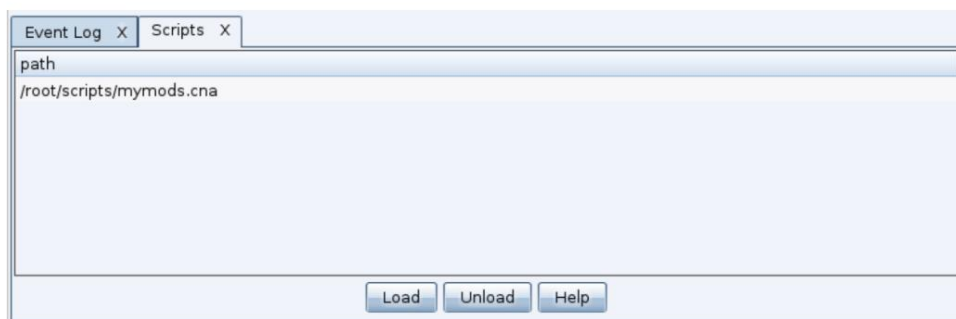 Event Log X Scripts X
path
/root/scripts/mymods.cna
Load Unload Help